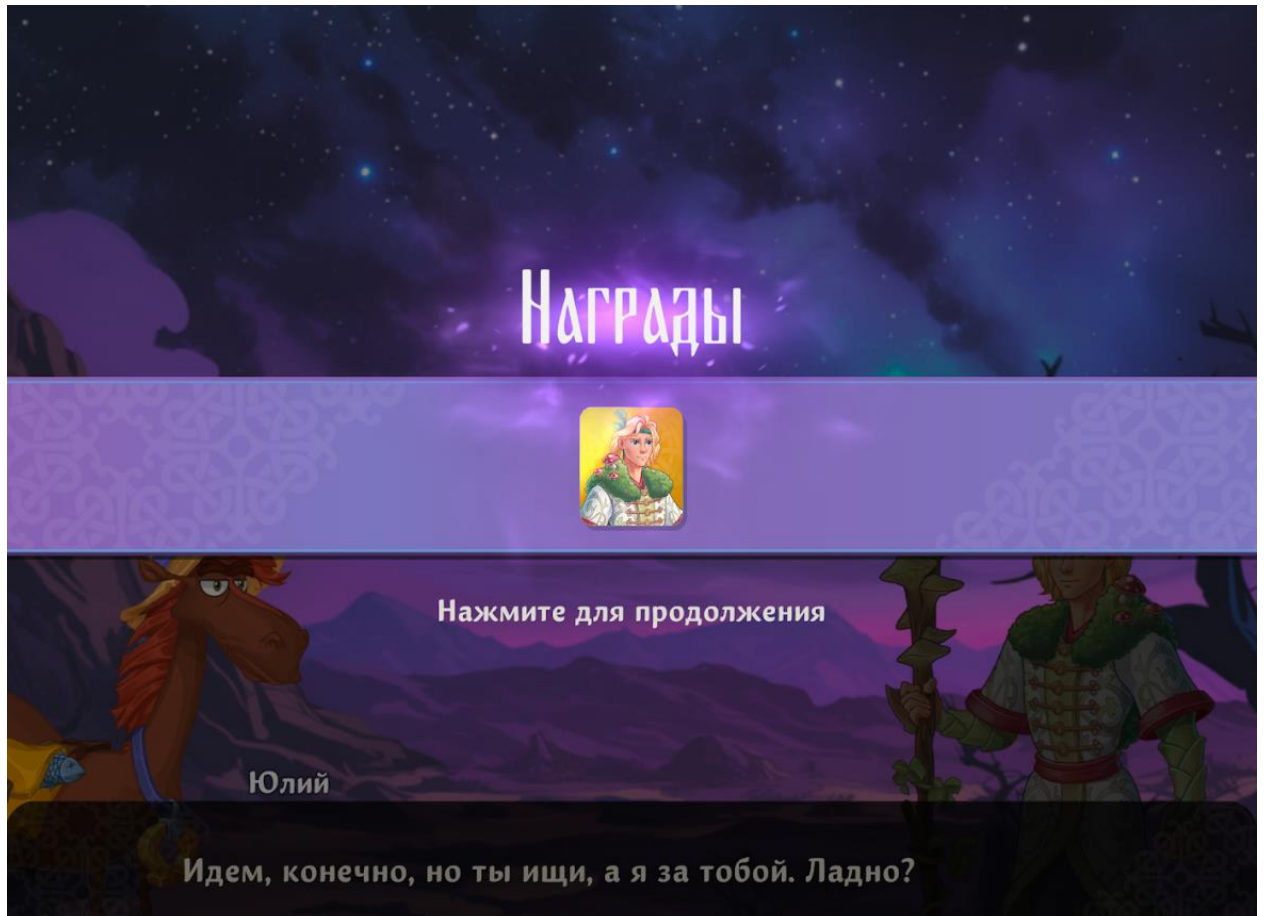 Награды
Нажмите для продолжения
Юлий
Идем, конечно, но ты ищи, а я за тобой. Ладно?